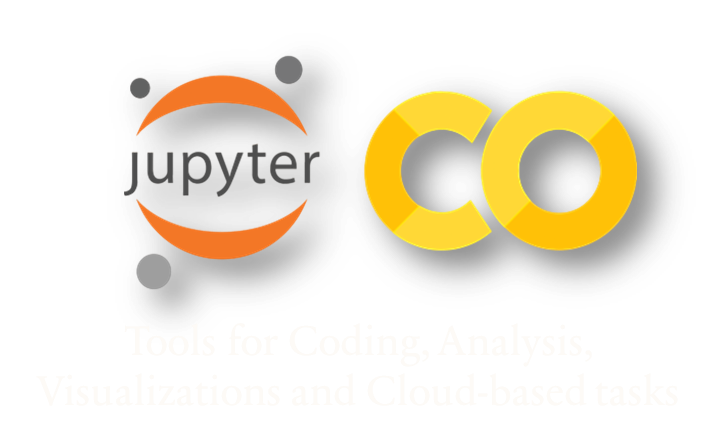 jupyter
CO
Tools for Coding, Analysis,
Visualizations and Cloud-based tasks